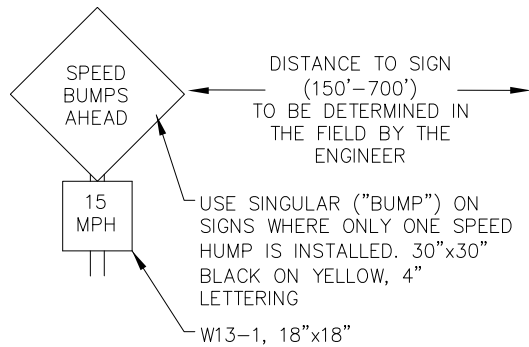 SPEED
BUMPS
AHEAD
DISTANCE TO SIGN
(150'-700')
TO BE DETERMINED IN
THE FIELD BY THE
ENGINEER
15
MPH
USE SINGULAR ("BUMP") ON
SIGNS WHERE ONLY ONE SPEED
HUMP IS INSTALLED. 30"x30"
BLACK ON YELLOW, 4"
LETTERING
W13-1, 18"x18"